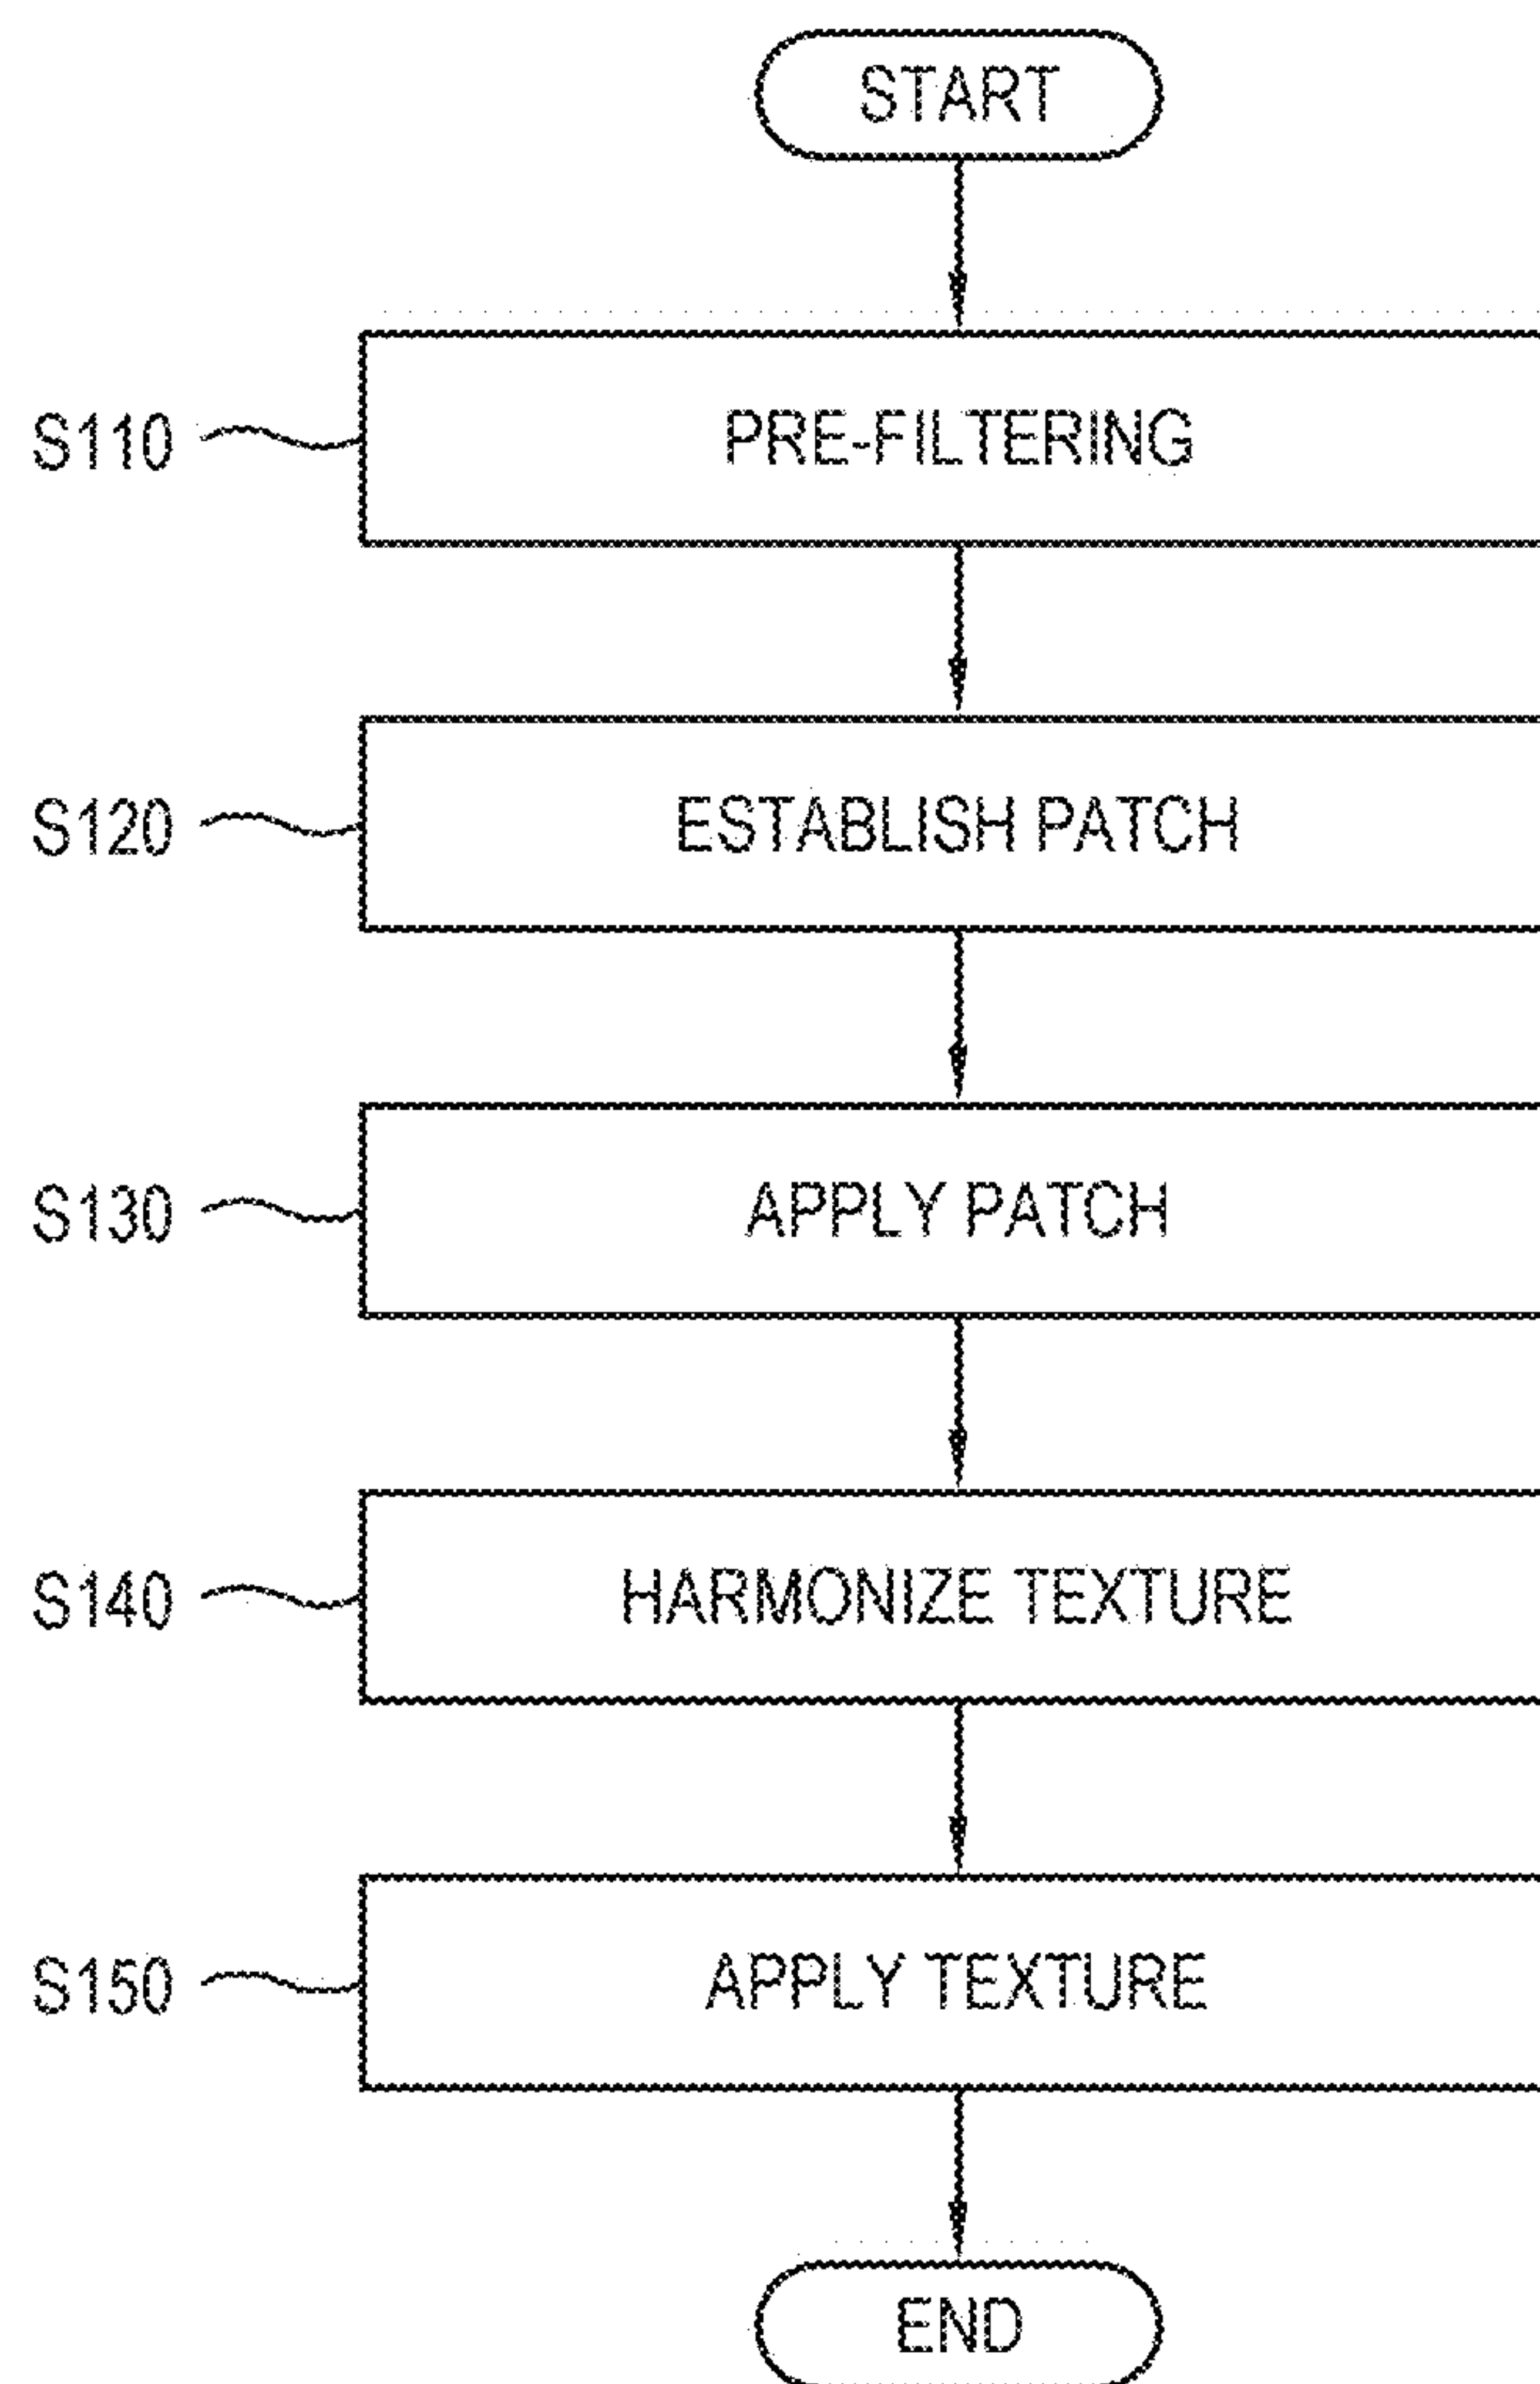 START
S110 PRE-FILTERING
S120 ESTABLISH PATCH
S130 APPLY PATCH
S140 HARMONIZE TEXTURE
S150 APPLY TEXTURE
END